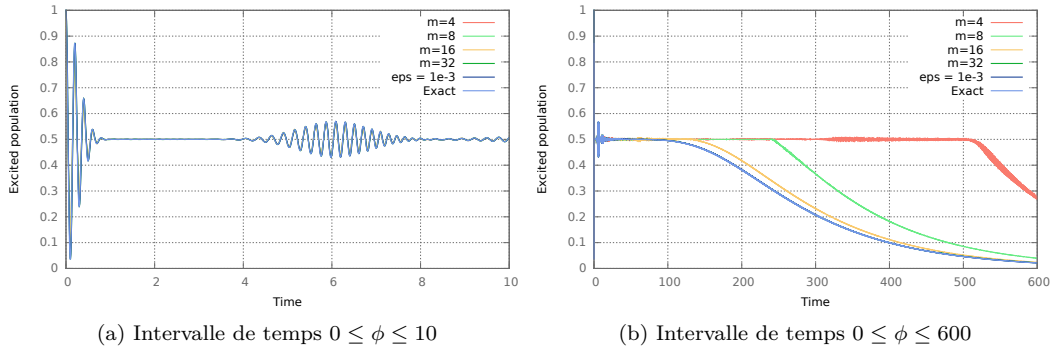 1
0.9
0.8
0.7
0.6
0.5
0.4
0.3
0.2
0.1
0
0 2 4 6 8 10
Excited population
Time
m=4
m=8
m=16
m=32
eps = 1e-3
Exact
(a) Intervalle de temps 0 ≤ ϕ ≤ 10
1
0.9
0.8
0.7
0.6
0.5
0.4
0.3
0.2
0.1
0
0 100 200 300 400 500 600
Excited population
Time
m=4
m=8
m=16
m=32
eps = 1e-3
Exact
(b) Intervalle de temps 0 ≤ ϕ ≤ 600